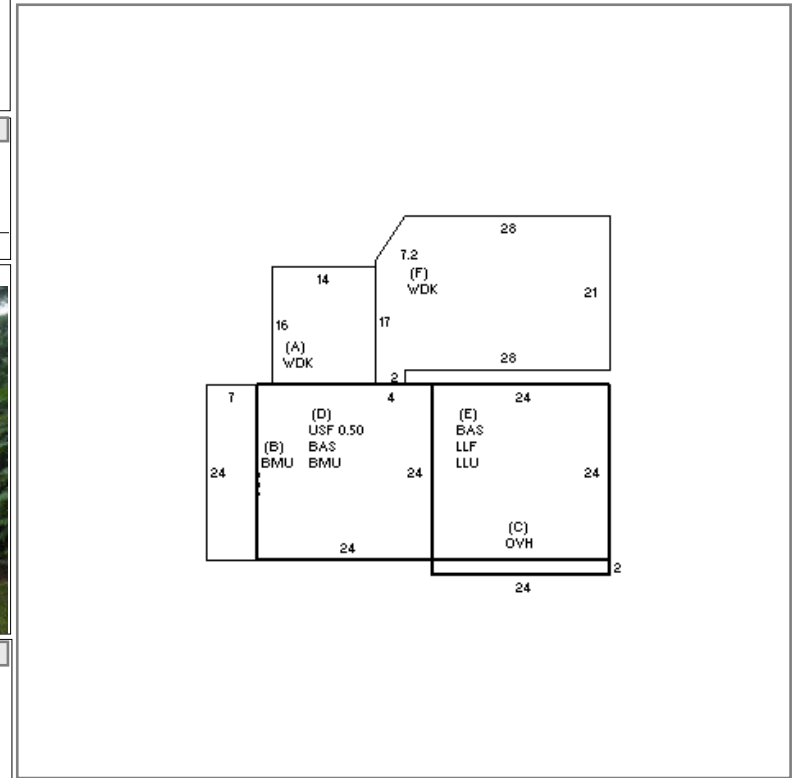 28
7.2
(F)
WDK
14
21
16
17
(A)
WDK
28
2
7
4
24
(D)
USF 0.50
BAS
BMU
(E)
BAS
LLF
LLU
(B)
BMU
24
24
24
(C)
OVH
24
2
24